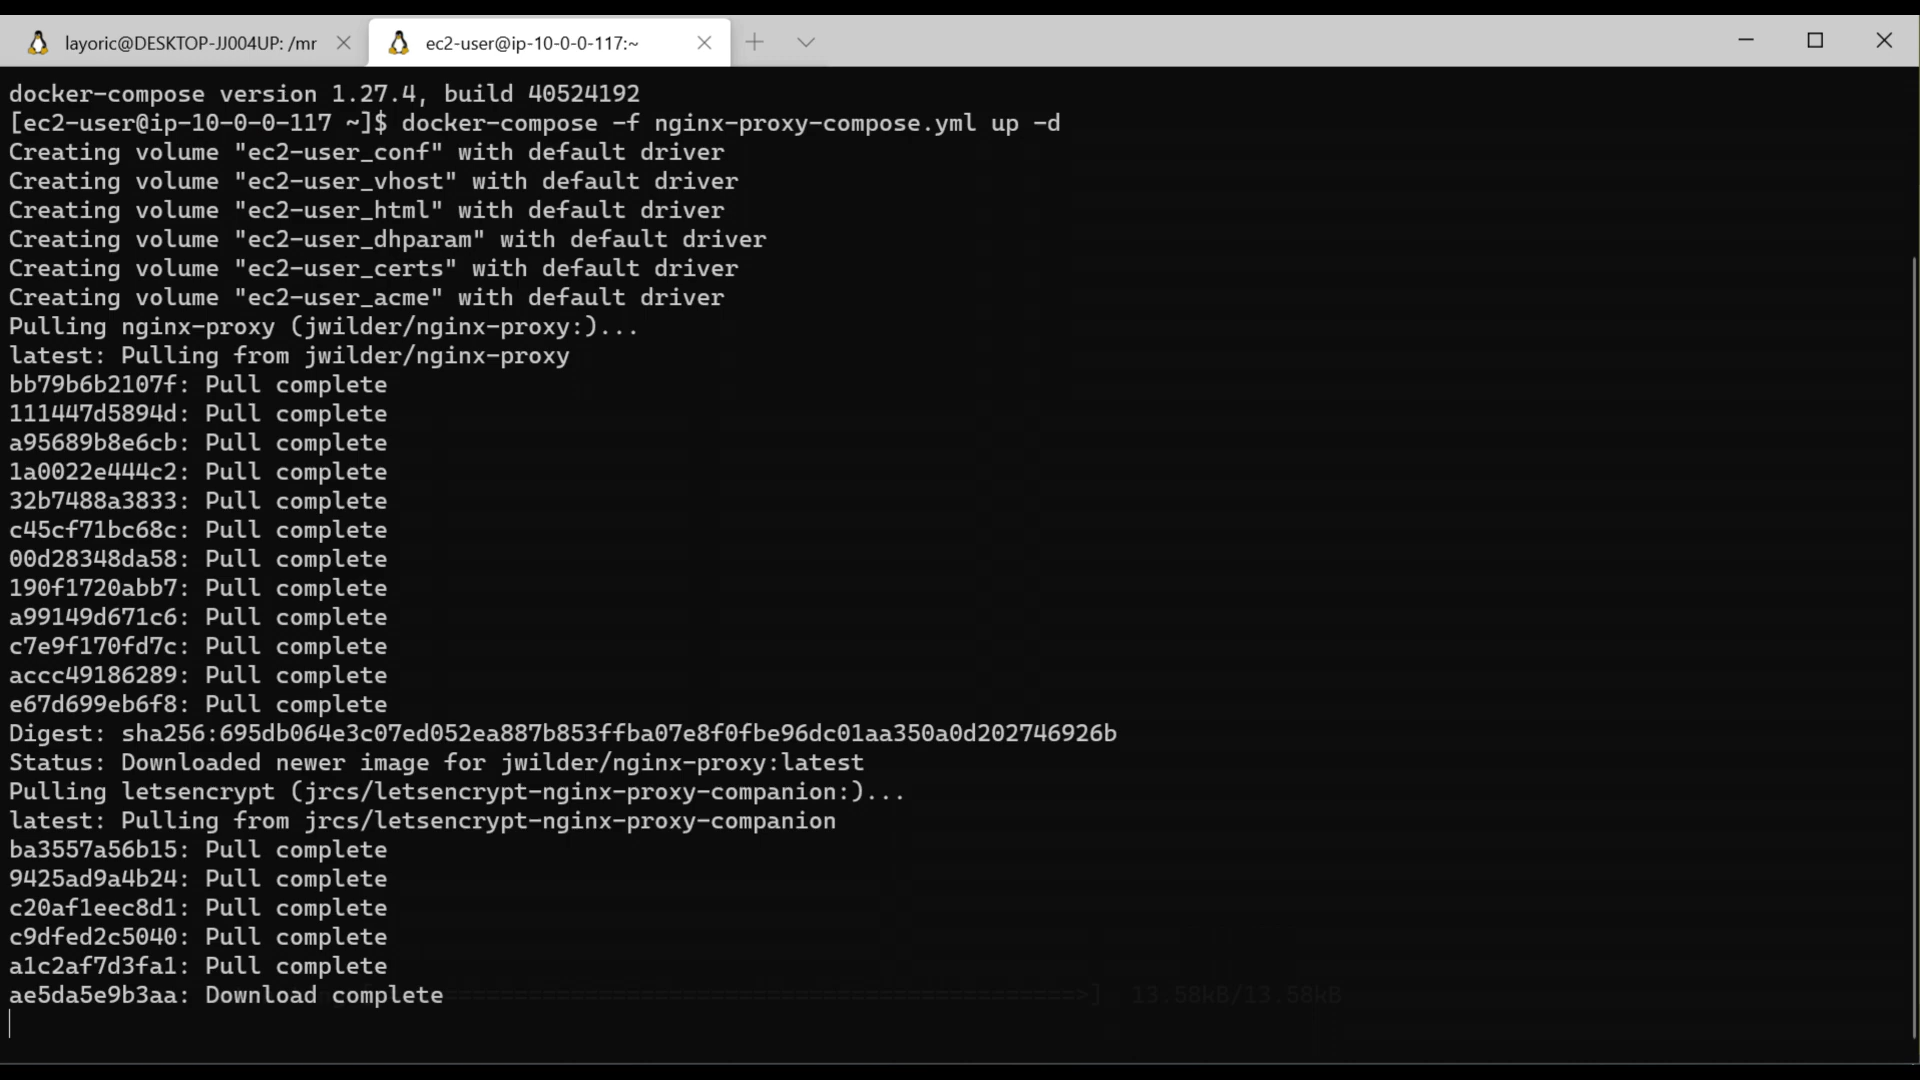 layoric@DESKTOP-JJ004UP: /mr
ec2-user@ip-10-0-0-117:~
docker-compose version 1.27.4, build 40524192
[ec2-user@ip-10-0-0-117 ~]$ docker-compose -f nginx-proxy-compose.yml up -d
Creating volume "ec2-user_conf" with default driver
Creating volume "ec2-user_vhost" with default driver
Creating volume "ec2-user_html" with default driver
Creating volume "ec2-user_dhparam" with default driver
Creating volume "ec2-user_certs" with default driver
Creating volume "ec2-user_acme" with default driver
Pulling nginx-proxy (jwilder/nginx-proxy:)...
latest: Pulling from jwilder/nginx-proxy
bb79b6b2107f: Pull complete
111447d5894d: Pull complete
a95689b8e6cb: Pull complete
1a0022e444c2: Pull complete
32b7488a3833: Pull complete
c45cf71bc68c: Pull complete
00d28348da58: Pull complete
190f1720abb7: Pull complete
a99149d671c6: Pull complete
c7e9f170fd7c: Pull complete
accc49186289: Pull complete
e67d699eb6f8: Pull complete
Digest: sha256:695db064e3c07ed052ea887b853ffba07e8f0fbe96dc01aa350a0d202746926b
Status: Downloaded newer image for jwilder/nginx-proxy:latest
Pulling letsencrypt (jrcs/letsencrypt-nginx-proxy-companion:)...
latest: Pulling from jrcs/letsencrypt-nginx-proxy-companion
ba3557a56b15: Pull complete
9425ad9a4b24: Pull complete
c20af1eec8d1: Pull complete
c9dfed2c5040: Pull complete
a1c2af7d3fa1: Pull complete
ae5da5e9b3aa: Download complete >] 13.58kB/13.58kB